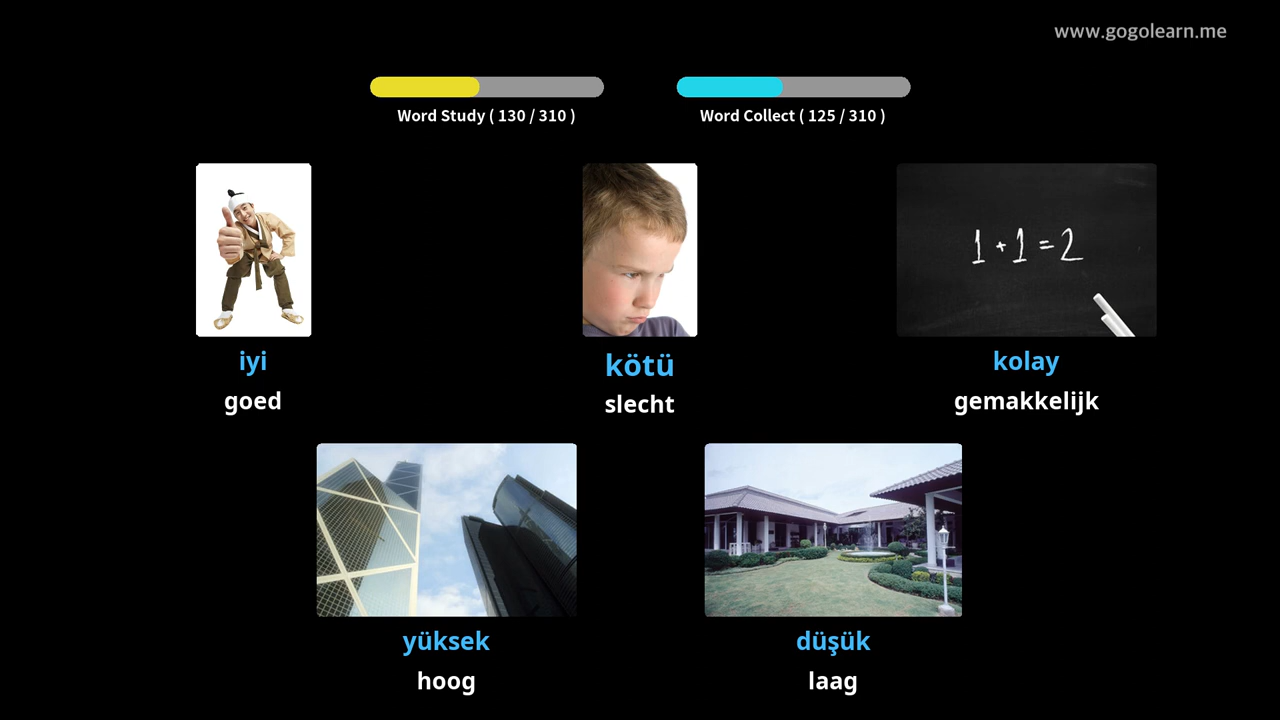 www.gogolearn.me
Word Study ( 130 / 310 )
Word Collect ( 125 / 310 )
1 + 1 = 2
iyi
kötü
kolay
goed
slecht
gemakkelijk
yüksek
düşük
hoog
laag